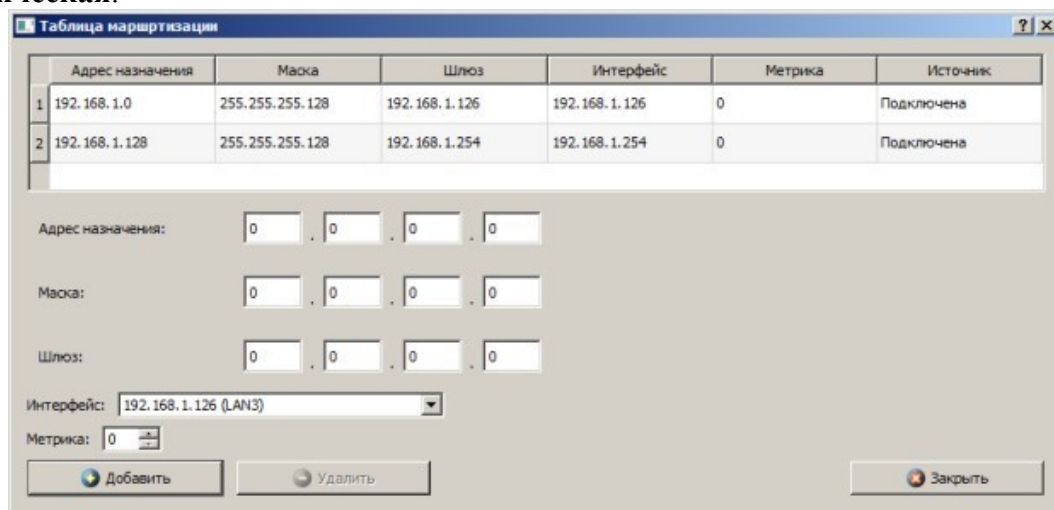 Таблица маршртизации
Адрес назначения Маска Шлюз Интерфейс Метрика Источник
1 192.168.1.0 255.255.255.128 192.168.1.126 192.168.1.126 0 Подключена
2 192.168.1.128 255.255.255.128 192.168.1.254 192.168.1.254 0 Подключена
Адрес назначения: 0 . 0 . 0 . 0
Маска: 0 . 0 . 0 . 0
Шлюз: 0 . 0 . 0 . 0
Интерфейс: 192.168.1.126 (LAN3)
Метрика: 0
Добавить Удалить Закрыть